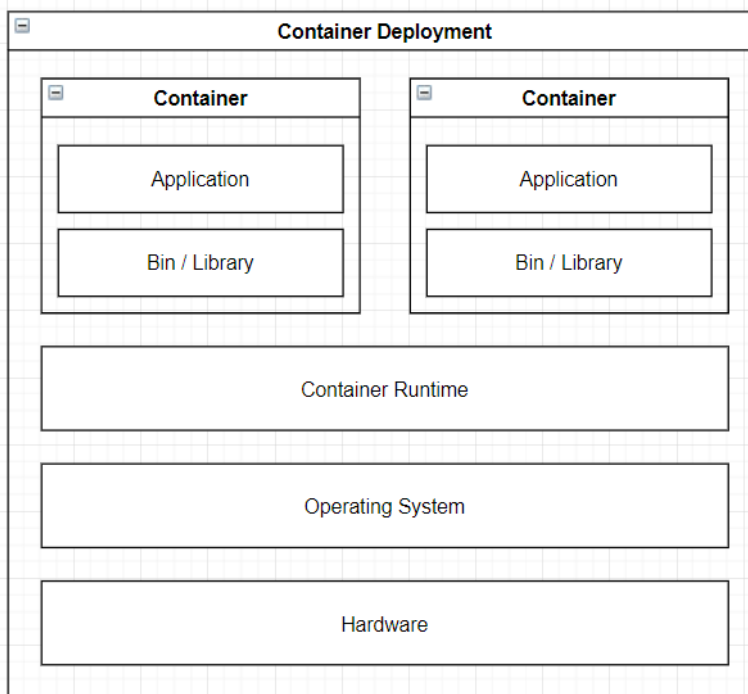 Container Deployment
Container
Container
Application
Application
Bin / Library
Bin / Library
Container Runtime
Operating System
Hardware